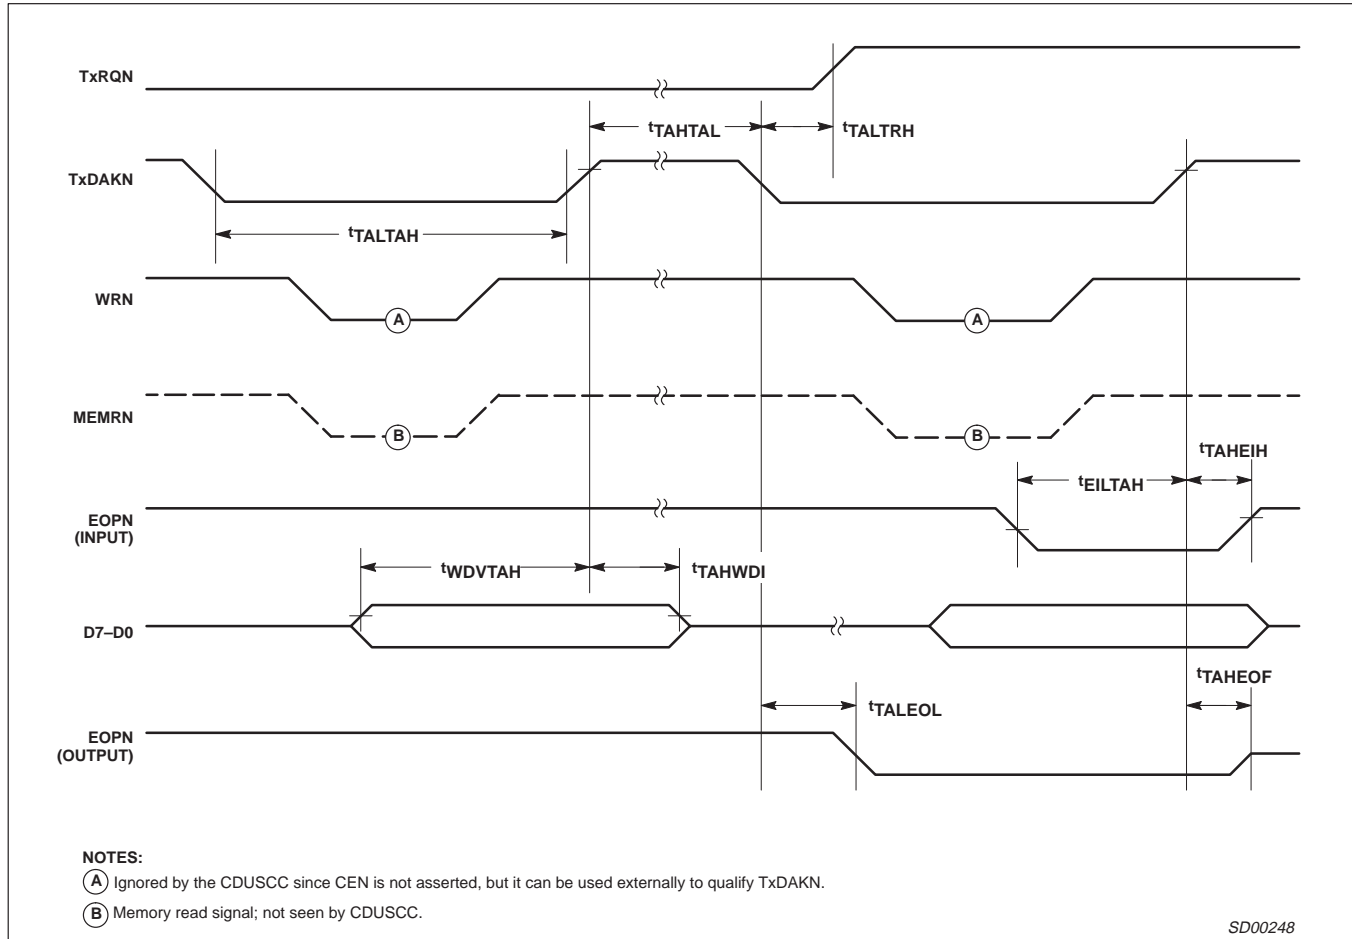 TxRQN
tTAHTAL
tTALTRH
TxDAKN
tTALTAH
WRN
A
A
MEMRN
B
B
tTAHEIH
tEILTAH
EOPN
(INPUT)
tWDVTAH
tTAHWDI
D7–D0
tTAHEOF
tTALEOL
EOPN
(OUTPUT)
NOTES:
A Ignored by the CDUSCC since CEN is not asserted, but it can be used externally to qualify TxDAKN.
B Memory read signal; not seen by CDUSCC.
SD00248